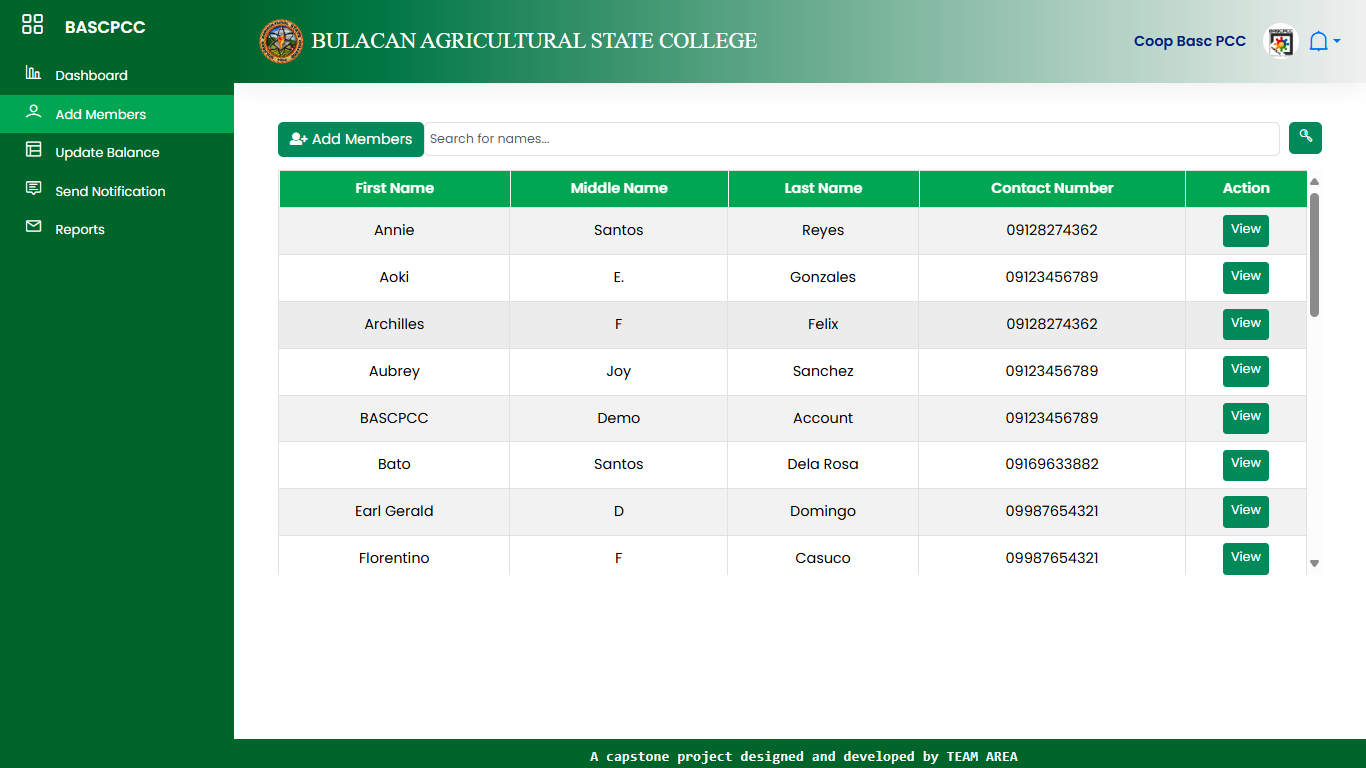 BASCPCC
Dashboard
Add Members
Update Balance
Send Notification
Reports
BULACAN AGRICULTURAL STATE COLLEGE
Coop Basc PCC
BASCPCC
Add Members Search for names...
First Name Middle Name Last Name Contact Number Action
Annie Santos Reyes 09128274362 View
Aoki E. Gonzales 09123456789 View
Archilles F Felix 09128274362 View
Aubrey Joy Sanchez 09123456789 View
BASCPCC Demo Account 09123456789 View
Bato Santos Dela Rosa 09169633882 View
Earl Gerald D Domingo 09987654321 View
Florentino F Casuco 09987654321 View
A capstone project designed and developed by TEAM AREA